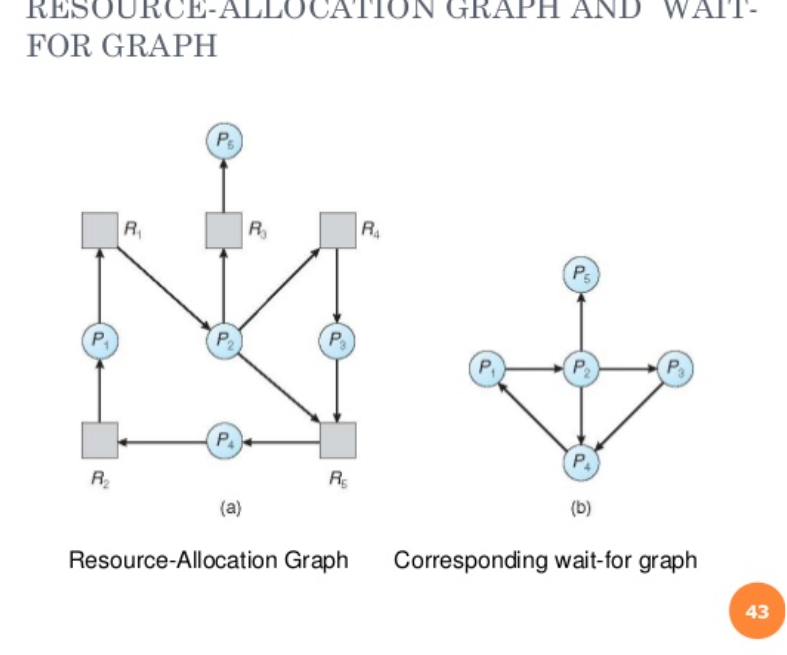 RESOURCE-ALLOCATION GRAPH AND WAIT-
FOR GRAPH
P₅
R₁
R₃
R₄
P₁
P₂
P₃
P₄
R₂
R₅
(a)
P₅
P₁
P₂
P₃
P₄
(b)
Resource-Allocation Graph
Corresponding wait-for graph
43